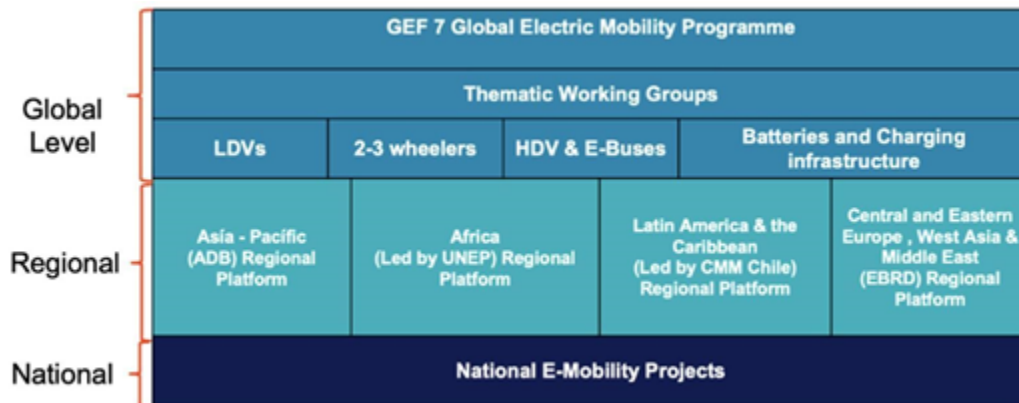 GEF 7 Global Electric Mobility Programme
Global
Level
Thematic Working Groups
LDVs
2-3 wheelers
HDV & E-Buses
Batteries and Charging
infrastructure
Regional
Asía - Pacífic
(ADB) Regional
Platform
Africa
(Led by UNEP) Regional
Platform
Latin America & the
Caribbean
(Led by CMM Chile)
Regional Platform
Central and Eastern
Europe , West Asia &
Middle East
(EBRD) Regional
Platform
National
National E-Mobility Projects